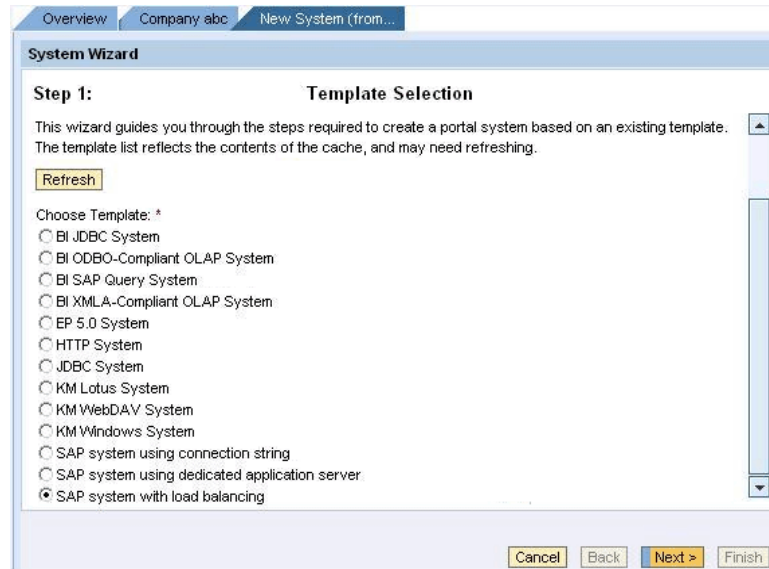 Overview
Company abc
New System (from...
System Wizard
Step 1: Template Selection
This wizard guides you through the steps required to create a portal system based on an existing template.
The template list reflects the contents of the cache, and may need refreshing.
Refresh
Choose Template: *
BI JDBC System
BI ODBO-Compliant OLAP System
BI SAP Query System
BI XMLA-Compliant OLAP System
EP 5.0 System
HTTP System
JDBC System
KM Lotus System
KM WebDAV System
KM Windows System
SAP system using connection string
SAP system using dedicated application server
SAP system with load balancing
Cancel
Back
Next >
Finish